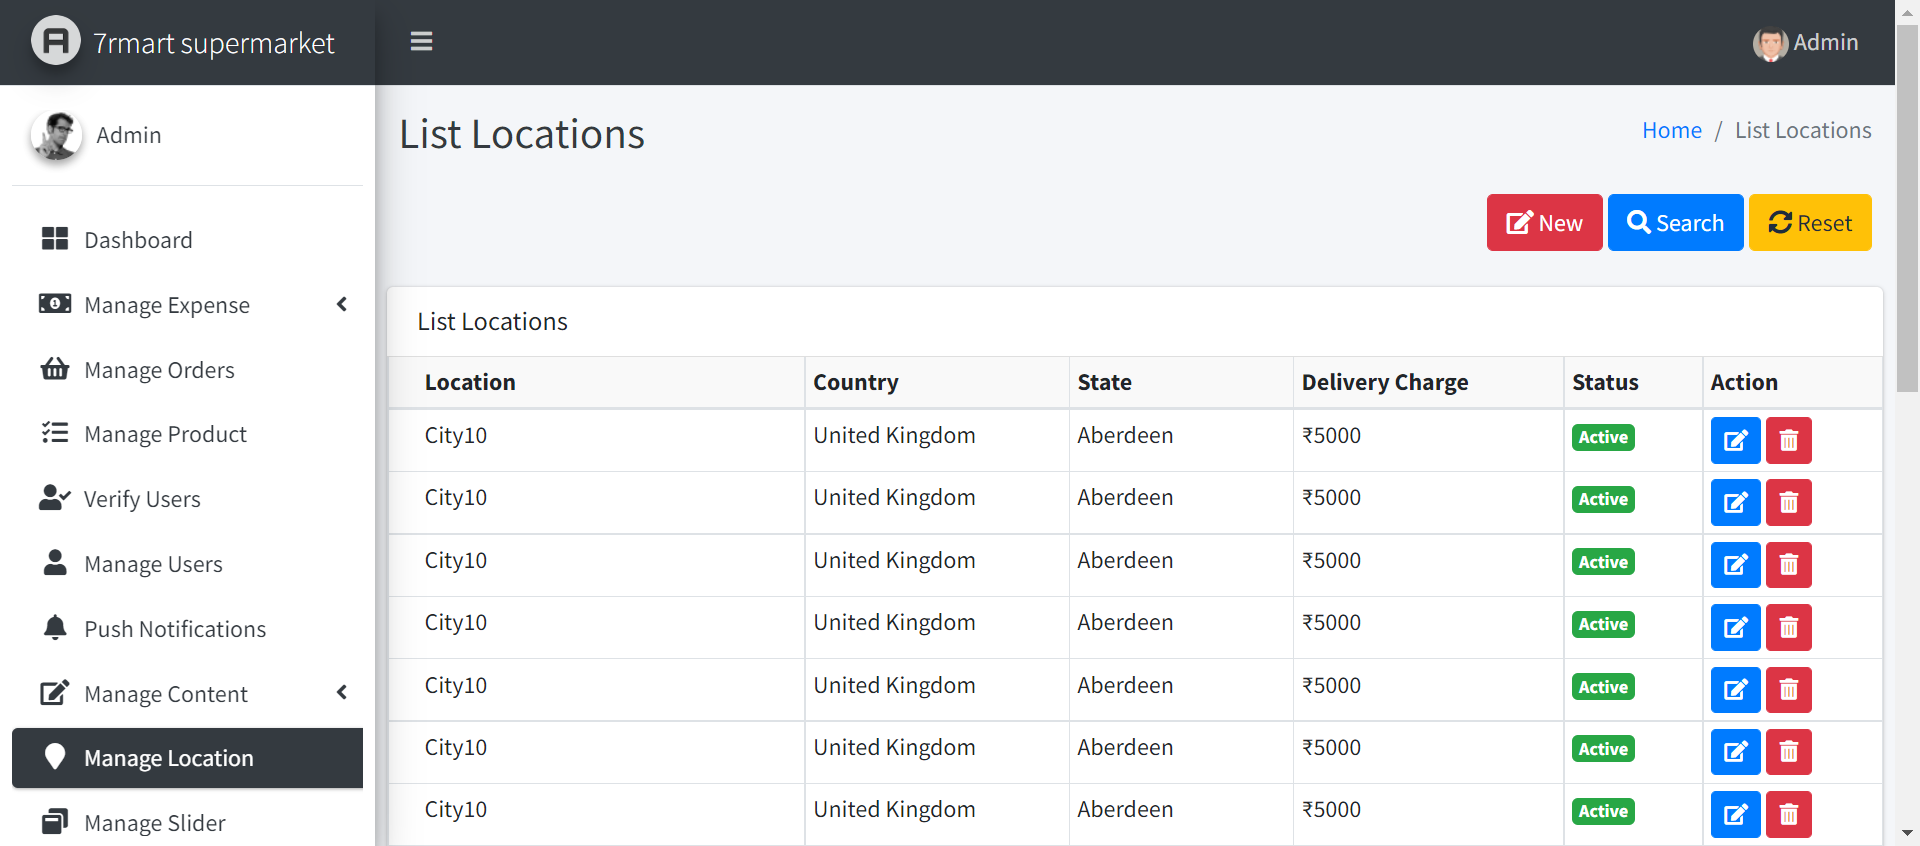 7rmart supermarket
Admin
Admin
List Locations
Home / List Locations
New Search Reset
Dashboard
Manage Expense
Manage Orders
Manage Product
Verify Users
Manage Users
Push Notifications
Manage Content
Manage Location
Manage Slider
List Locations
Location Country State Delivery Charge Status Action
City10 United Kingdom Aberdeen ₹5000 Active
City10 United Kingdom Aberdeen ₹5000 Active
City10 United Kingdom Aberdeen ₹5000 Active
City10 United Kingdom Aberdeen ₹5000 Active
City10 United Kingdom Aberdeen ₹5000 Active
City10 United Kingdom Aberdeen ₹5000 Active
City10 United Kingdom Aberdeen ₹5000 Active